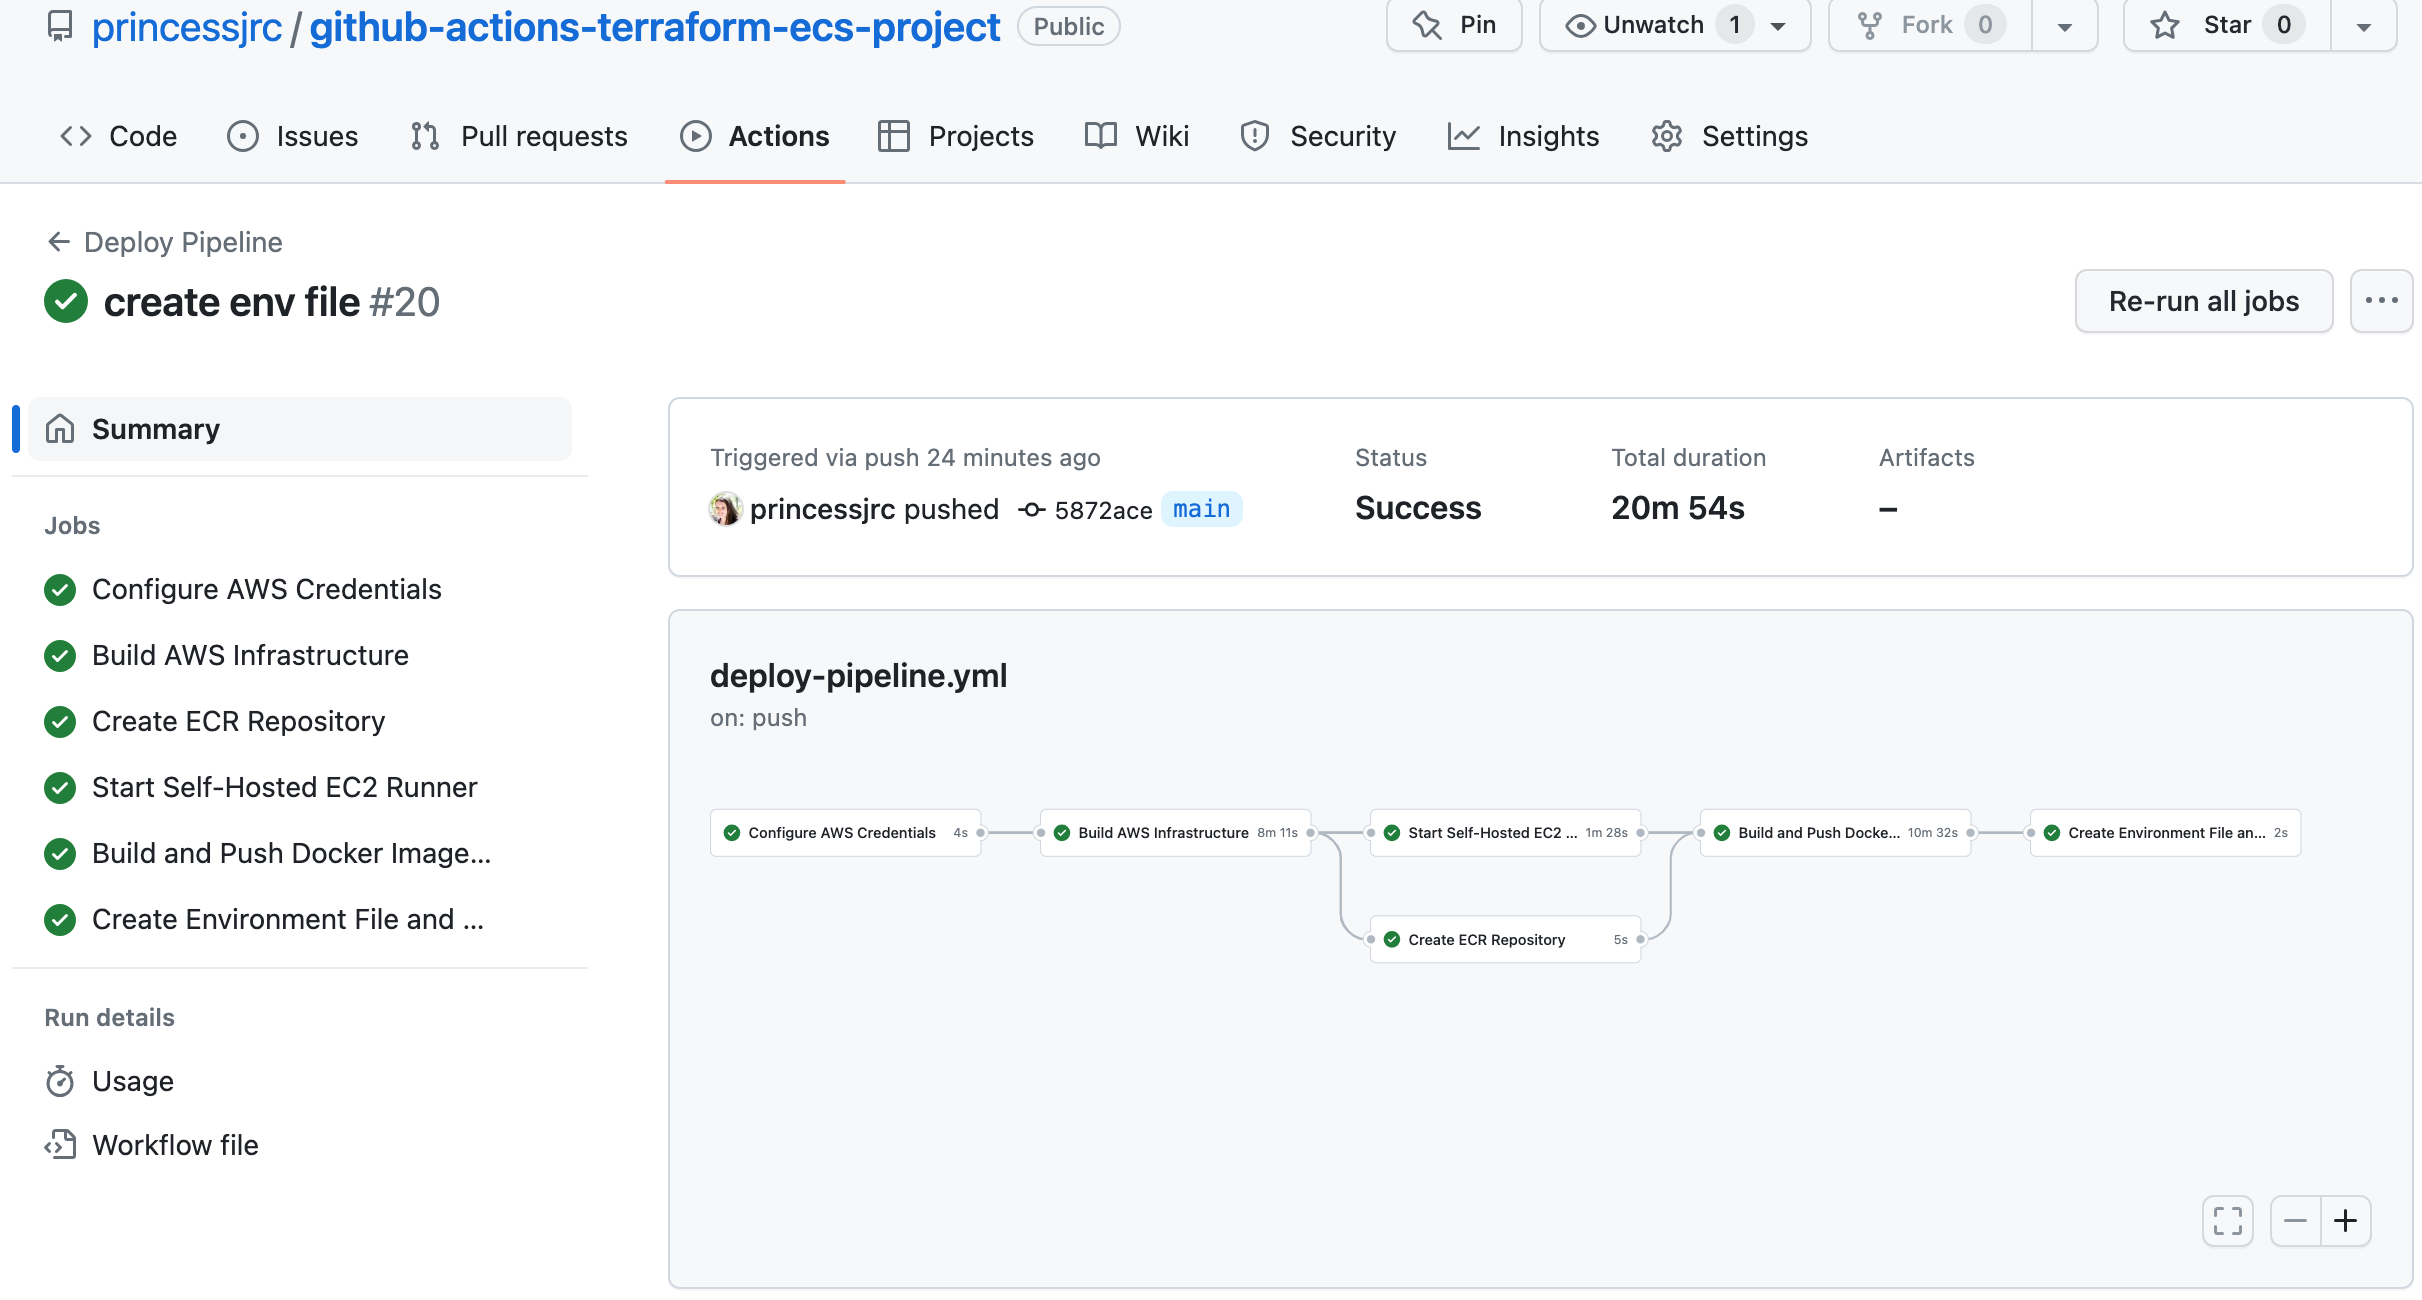 princessjrc / github-actions-terraform-ecs-project Public
Pin Unwatch 1 Fork 0 Star 0
Code Issues Pull requests Actions Projects Wiki Security Insights Settings
Deploy Pipeline
create env file #20
Re-run all jobs
Summary
Jobs
Configure AWS Credentials
Build AWS Infrastructure
Create ECR Repository
Start Self-Hosted EC2 Runner
Build and Push Docker Image...
Create Environment File and ...
Run details
Usage
Workflow file
Triggered via push 24 minutes ago
princessjrc pushed 5872ace main
Status
Success
Total duration
20m 54s
Artifacts
–
deploy-pipeline.yml
on: push
Configure AWS Credentials 4s
Build AWS Infrastructure 8m 11s
Start Self-Hosted EC2 ... 1m 28s
Build and Push Docke... 10m 32s
Create Environment File an... 2s
Create ECR Repository 5s